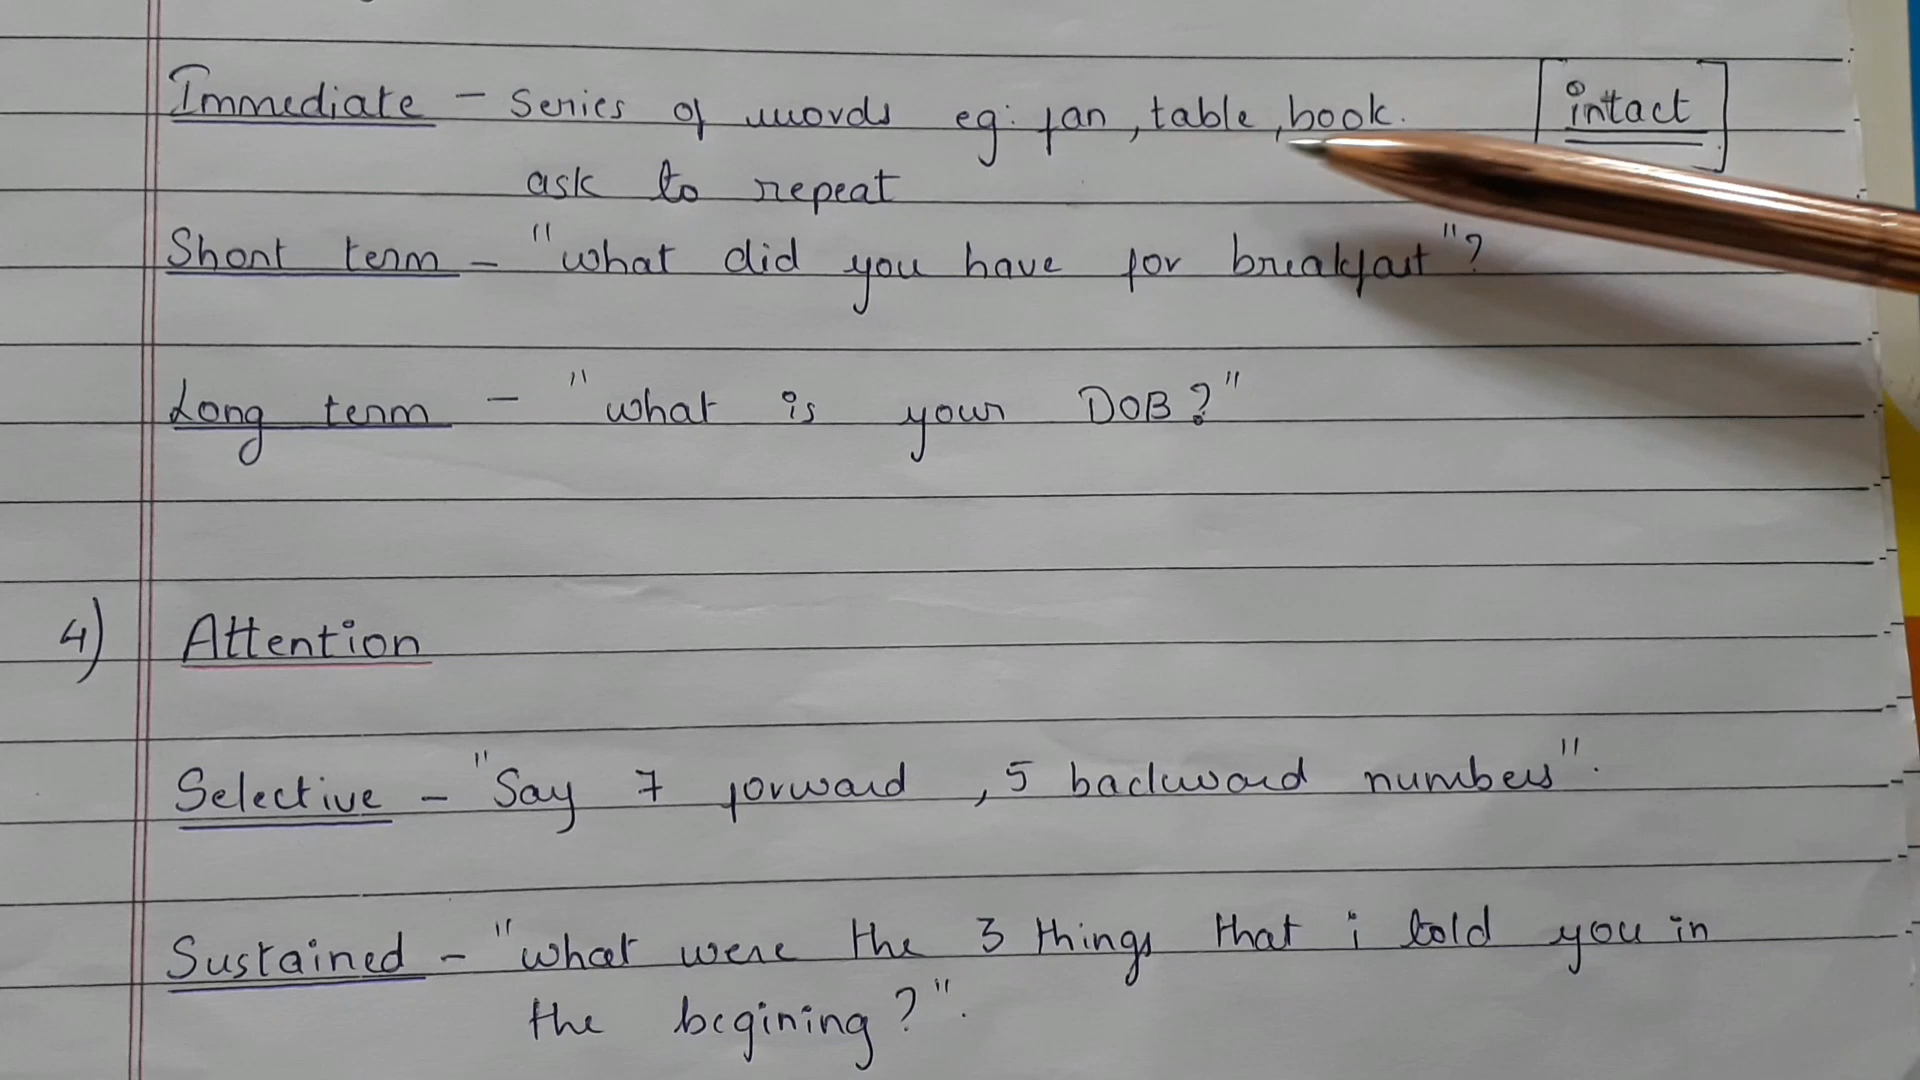 Immediate - series of words eg: fan, table, book. [intact]
ask to repeat
Short term - "what did you have for breakfast"?
Long term - "what is your DOB?"
4) Attention
Selective - "Say 7 forward, 5 backward numbers".
Sustained - "what were the 3 things that i told you in
the begining?".